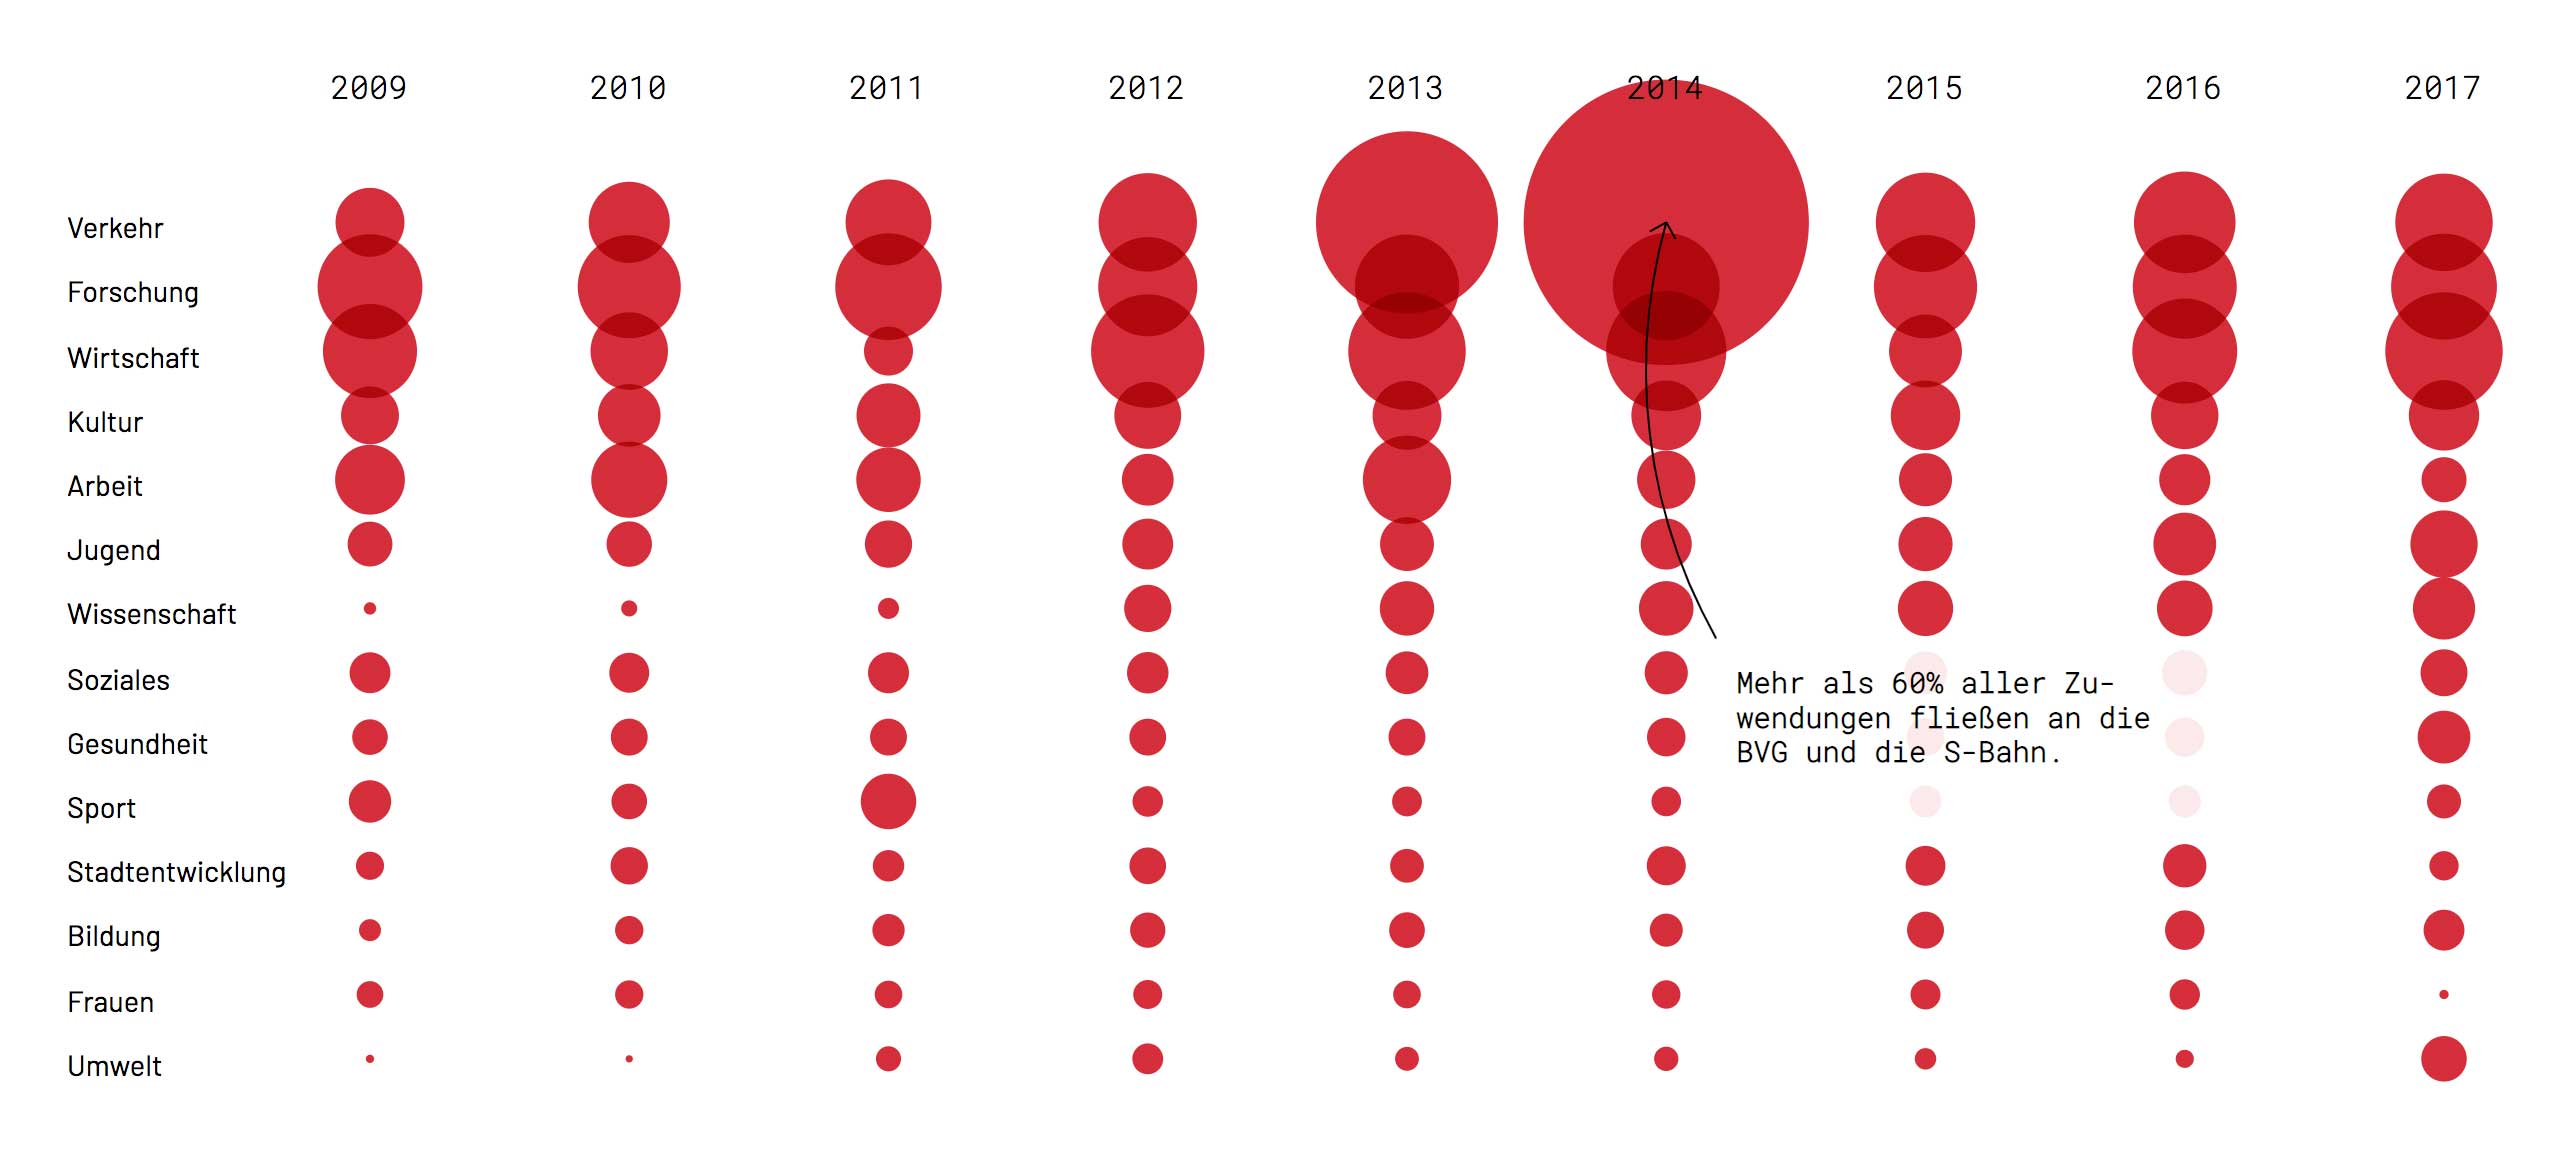 2009 2010 2011 2012 2013 2014 2015 2016 2017
Verkehr
Forschung
Wirtschaft
Kultur
Arbeit
Jugend
Wissenschaft
Soziales
Mehr als 60% aller Zu-
wendungen fließen an die
Gesundheit
BVG und die S-Bahn.
Sport
Stadtentwicklung
Bildung
Frauen
Umwelt